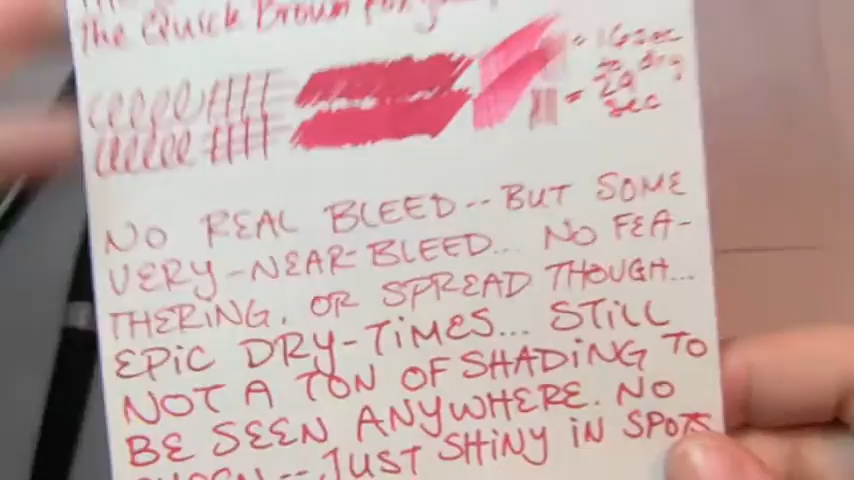 the Quick Brown Fox
= 16 sec
to dry
= 20
sec
NO REAL BLEED -- BUT SOME
VERY-NEAR-BLEED... NO FEA-
THERING, OR SPREAD THOUGH...
EPIC DRY-TIMES... STILL
NOT A TON OF SHADING TO
BE SEEN ANYWHERE. NO
JUST SHINY IN SPOTS